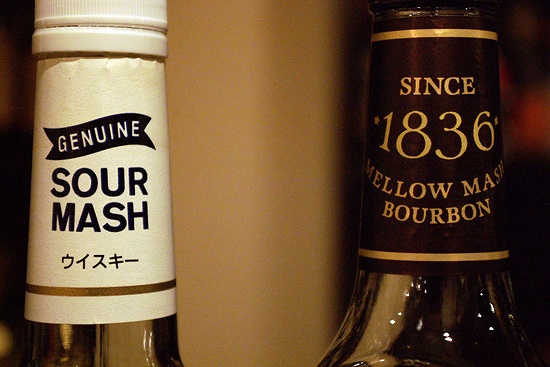 GENUINE
SOUR
MASH
ウイスキー
SINCE
1836
MELLOW MASH
BOURBON